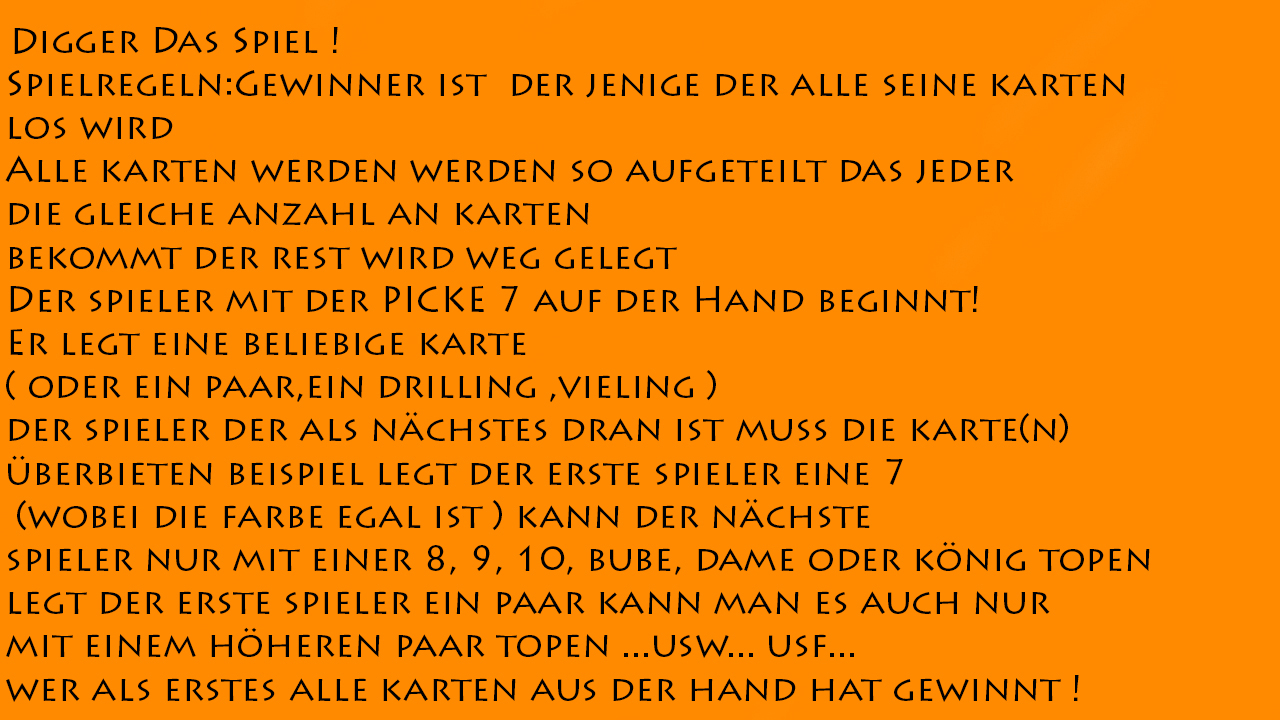 Digger Das Spiel !
Spielregeln:Gewinner ist der jenige der alle seine karten
los wird
Alle karten werden werden so aufgeteilt das jeder
die gleiche anzahl an karten
bekommt der rest wird weg gelegt
Der spieler mit der PICKE 7 auf der Hand beginnt!
Er legt eine beliebige karte
( oder ein paar,ein drilling ,vieling )
der spieler der als nächstes dran ist muss die karte(n)
überbieten beispiel legt der erste spieler eine 7
(wobei die farbe egal ist ) kann der nächste
spieler nur mit einer 8, 9, 10, bube, dame oder könig topen
legt der erste spieler ein paar kann man es auch nur
mit einem höheren paar topen ...usw... usf...
wer als erstes alle karten aus der hand hat gewinnt !